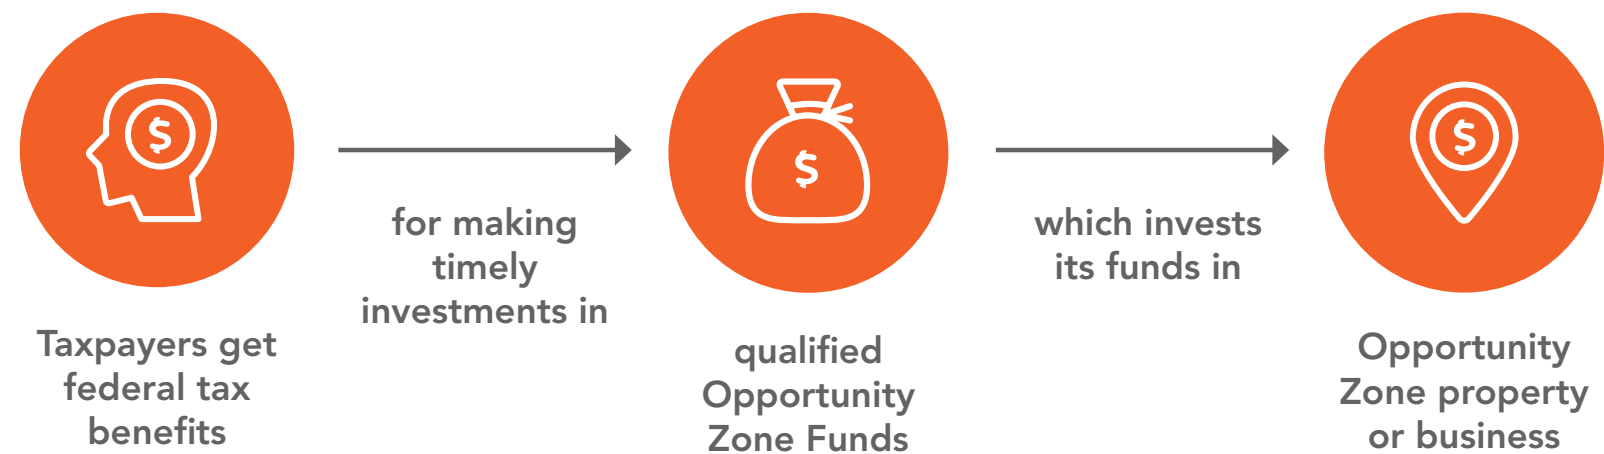 $
$
$
Taxpayers get
federal tax
benefits
for making
timely
investments in
qualified
Opportunity
Zone Funds
which invests
its funds in
Opportunity
Zone property
or business